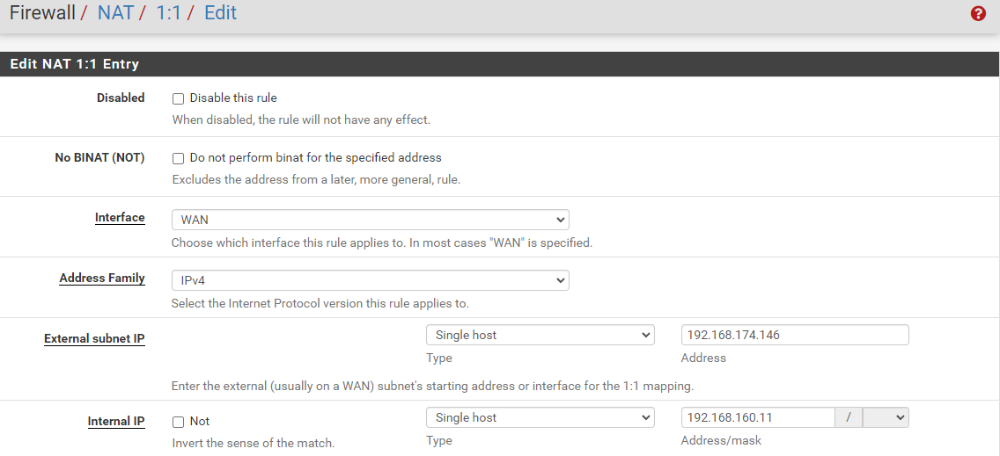 Firewall / NAT / 1:1 / Edit
Edit NAT 1:1 Entry
Disabled Disable this rule
When disabled, the rule will not have any effect.
No BINAT (NOT) Do not perform binat for the specified address
Excludes the address from a later, more general, rule.
Interface WAN
Choose which interface this rule applies to. In most cases "WAN" is specified.
Address Family IPv4
Select the Internet Protocol version this rule applies to.
External subnet IP Single host 192.168.174.146
Type Address
Enter the external (usually on a WAN) subnet's starting address or interface for the 1:1 mapping.
Internal IP Not Single host 192.168.160.11 /
Invert the sense of the match. Type Address/mask